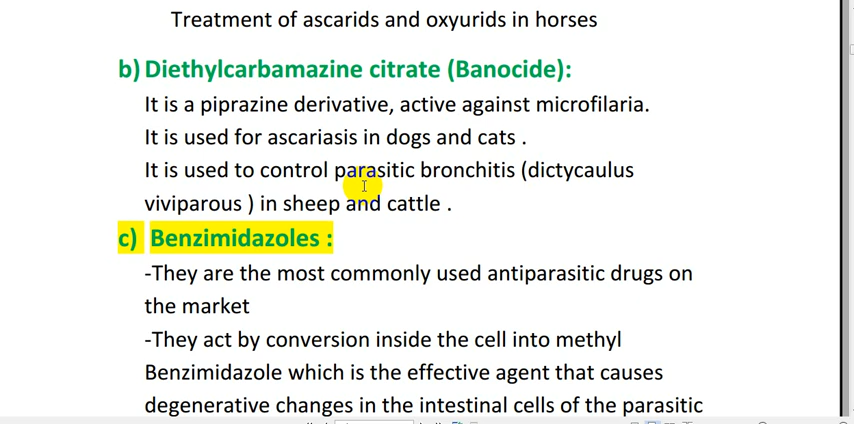 Treatment of ascarids and oxyurids in horses
b) Diethylcarbamazine citrate (Banocide):
It is a piprazine derivative, active against microfilaria.
It is used for ascariasis in dogs and cats .
It is used to control parasitic bronchitis (dictycaulus
viviparous ) in sheep and cattle .
c) Benzimidazoles :
-They are the most commonly used antiparasitic drugs on
the market
-They act by conversion inside the cell into methyl
Benzimidazole which is the effective agent that causes
degenerative changes in the intestinal cells of the parasitic